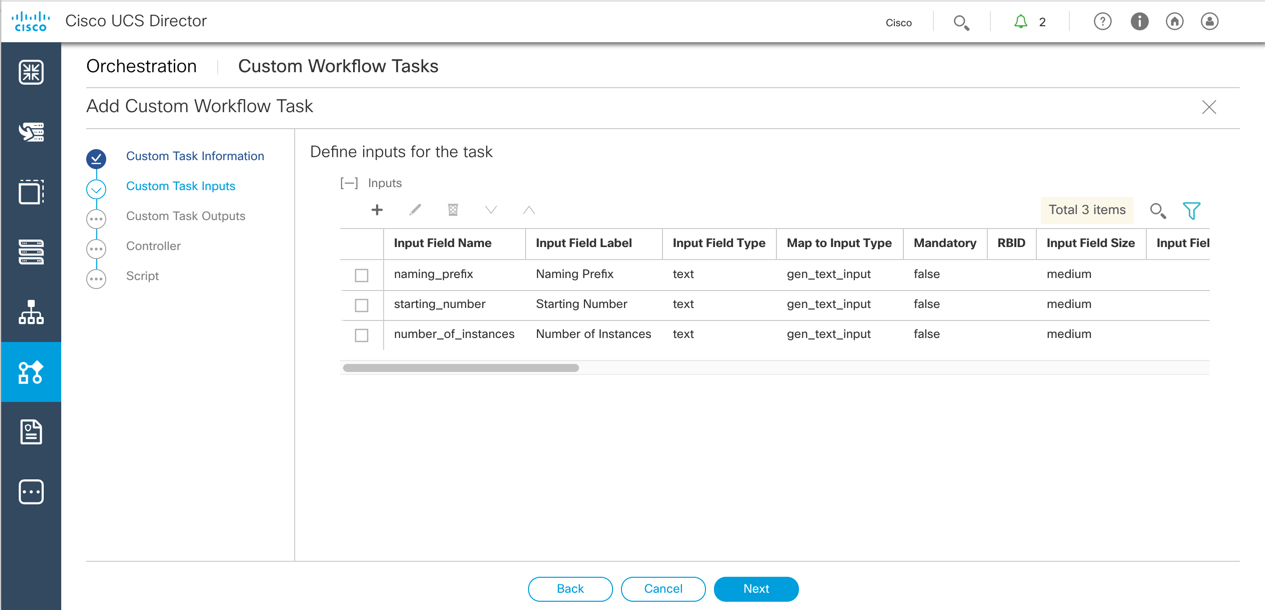 CISCO
Cisco UCS Director
Cisco
2
Orchestration
Custom Workflow Tasks
Add Custom Workflow Task
Custom Task Information
Custom Task Inputs
Custom Task Outputs
Controller
Script
Define inputs for the task
[—] Inputs
Total 3 items
Input Field Name Input Field Label Input Field Type Map to Input Type Mandatory RBID Input Field Size Input Fiel
naming_prefix Naming Prefix text gen_text_input false medium
starting_number Starting Number text gen_text_input false medium
number_of_instances Number of Instances text gen_text_input false medium
Back Cancel Next